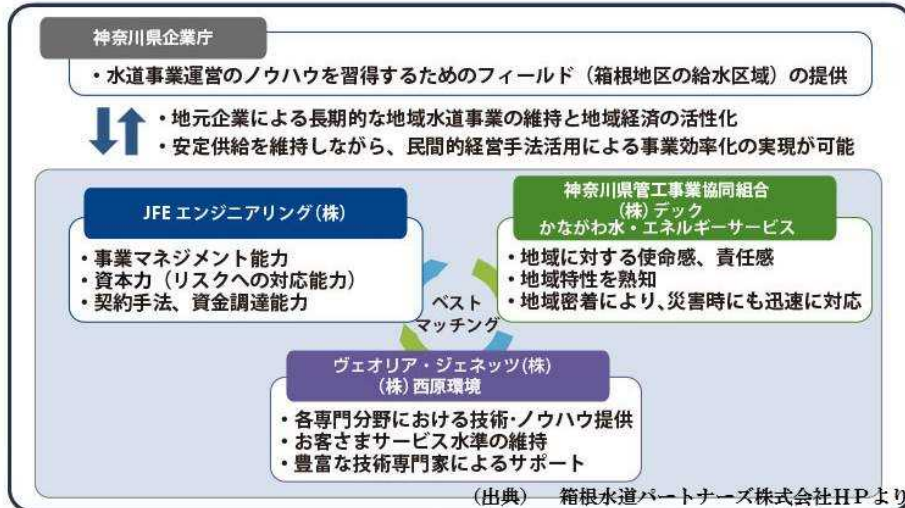 神奈川県企業庁
・水道事業運営のノウハウを習得するためのフィールド（箱根地区の給水区域）の提供
・地元企業による長期的な地域水道事業の維持と地域経済の活性化
・安定供給を維持しながら、民間的経営手法活用による事業効率化の実現が可能
JFE エンジニアリング(株)
・事業マネジメント能力
・資本力（リスクへの対応能力）
・契約手法、資金調達能力
神奈川県管工事業協同組合
(株) デック
かながわ水・エネルギーサービス
・地域に対する使命感、責任感
・地域特性を熟知
・地域密着により、災害時にも迅速に対応
ベスト
マッチング
ヴェオリア・ジェネッツ(株)
(株) 西原環境
・各専門分野における技術･ノウハウ提供
・お客さまサービス水準の維持
・豊富な技術専門家によるサポート
（出典）　箱根水道パートナーズ株式会社ＨＰより